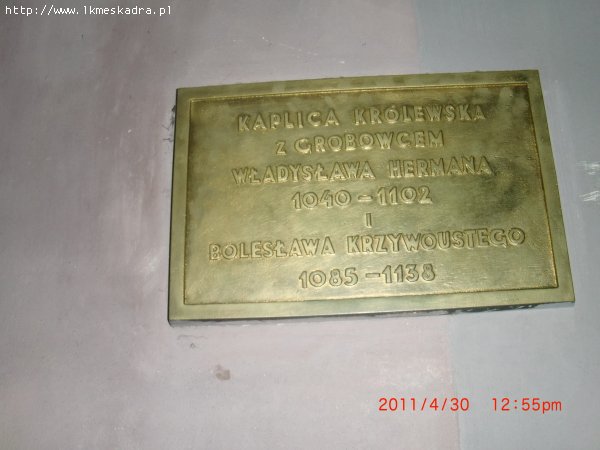 http://www.lkmeskadra.pl
KAPLICA KRÓLEWSKA
Z GROBOWCEM
WŁADYSŁAWA HERMANA
1040-1102
I
BOLESŁAWA KRZYWOUSTEGO
1085-1138
2011/4/30 12:55pm